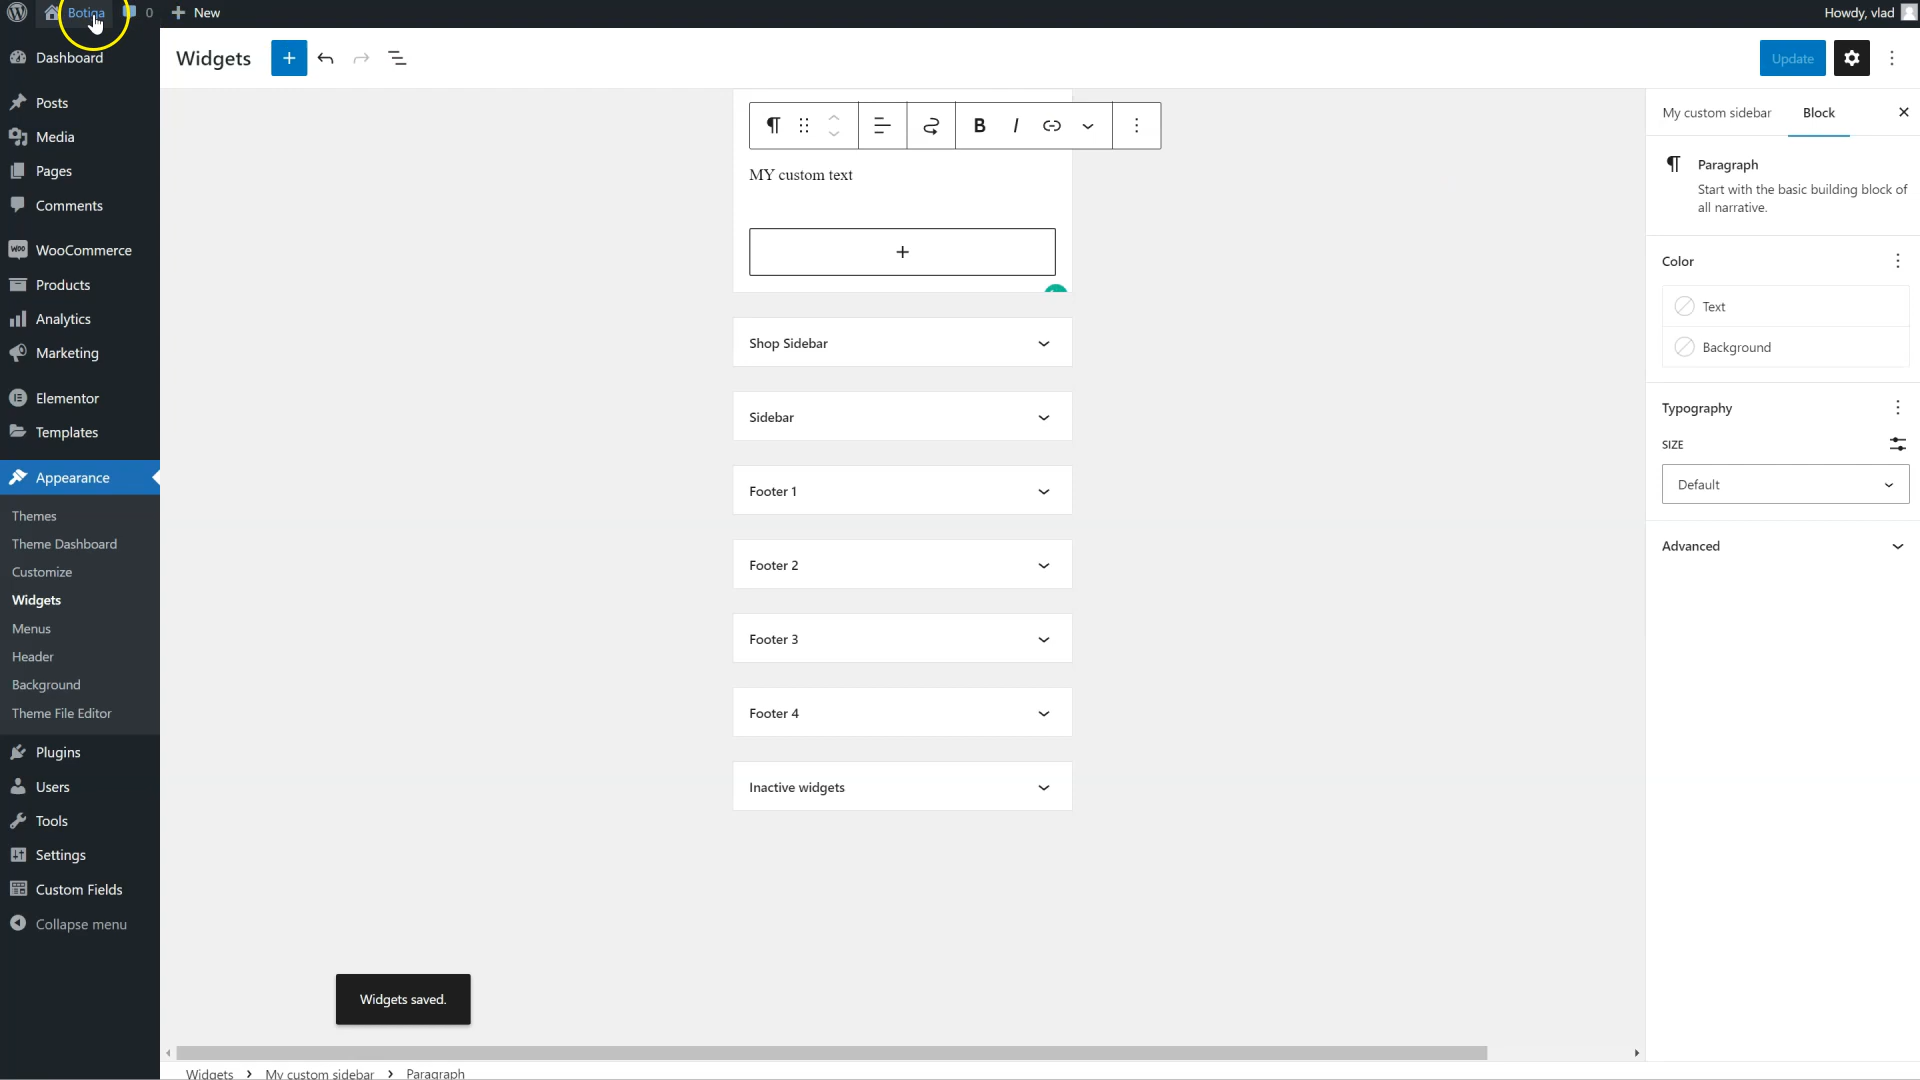 Botiga
0
New
Howdy, vlad
Dashboard
Posts
Media
Pages
Comments
WooCommerce
Products
Analytics
Marketing
Elementor
Templates
Appearance
Themes
Theme Dashboard
Customize
Widgets
Menus
Header
Background
Theme File Editor
Plugins
Users
Tools
Settings
Custom Fields
Collapse menu
Widgets
Update
MY custom text
Shop Sidebar
Sidebar
Footer 1
Footer 2
Footer 3
Footer 4
Inactive widgets
Widgets saved.
Widgets > My custom sidebar > Paragraph
My custom sidebar
Block
Paragraph
Start with the basic building block of
all narrative.
Color
Text
Background
Typography
SIZE
Default
Advanced